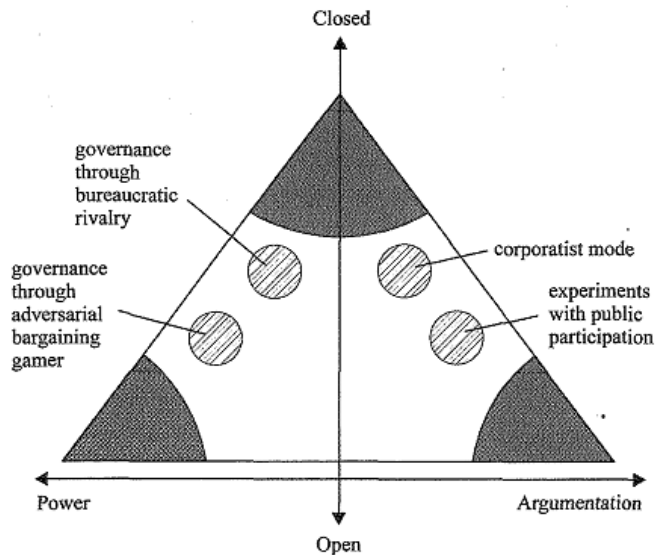 Closed
governance
through
bureaucratic
rivalry
corporatist mode
governance
through
adversarial
bargaining
gamer
experiments
with public
participation
Power
Argumentation
Open